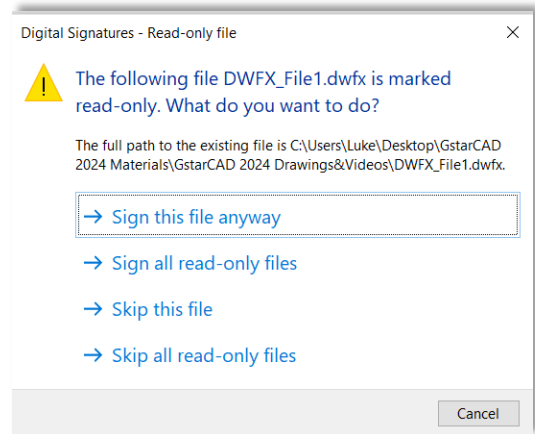 Digital Signatures - Read-only file
The following file DWFX_File1.dwfx is marked
read-only. What do you want to do?
The full path to the existing file is C:\Users\Luke\Desktop\GstarCAD
2024 Materials\GstarCAD 2024 Drawings&Videos\DWFX_File1.dwfx.
→ Sign this file anyway
→ Sign all read-only files
→ Skip this file
→ Skip all read-only files
Cancel